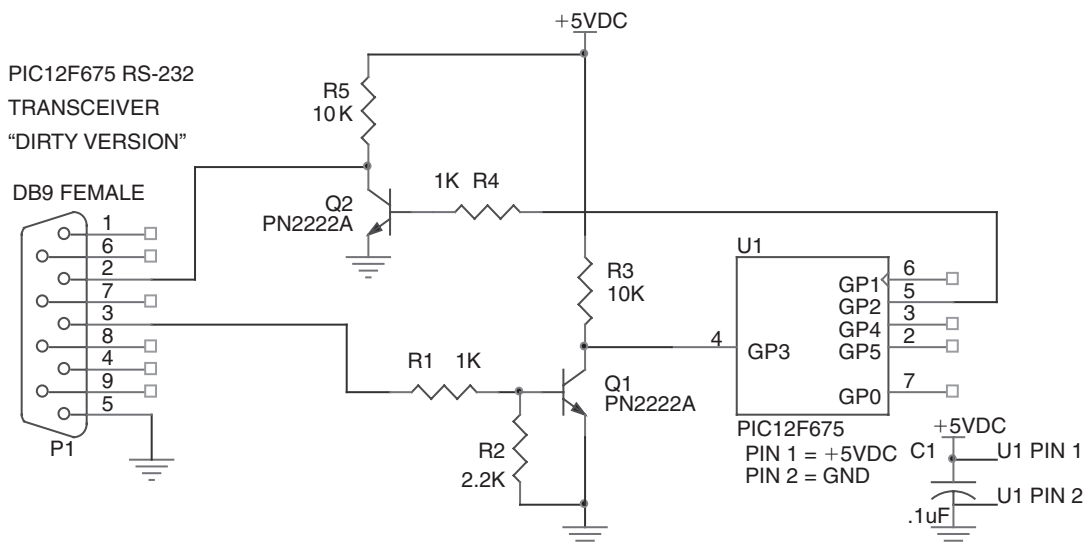 +5VDC
PIC12F675 RS-232
TRANSCEIVER
“DIRTY VERSION”
R5
10K
DB9 FEMALE
1K R4
Q2
PN2222A
1
6
2
7
3
8
4
9
5
P1
R3
10K
U1
GP1
6
GP2
5
GP4
3
GP5
2
GP0
7
4
GP3
R1 1K
Q1
PN2222A
R2
2.2K
PIC12F675
PIN 1 = +5VDC
PIN 2 = GND
+5VDC
C1
U1 PIN 1
U1 PIN 2
.1uF